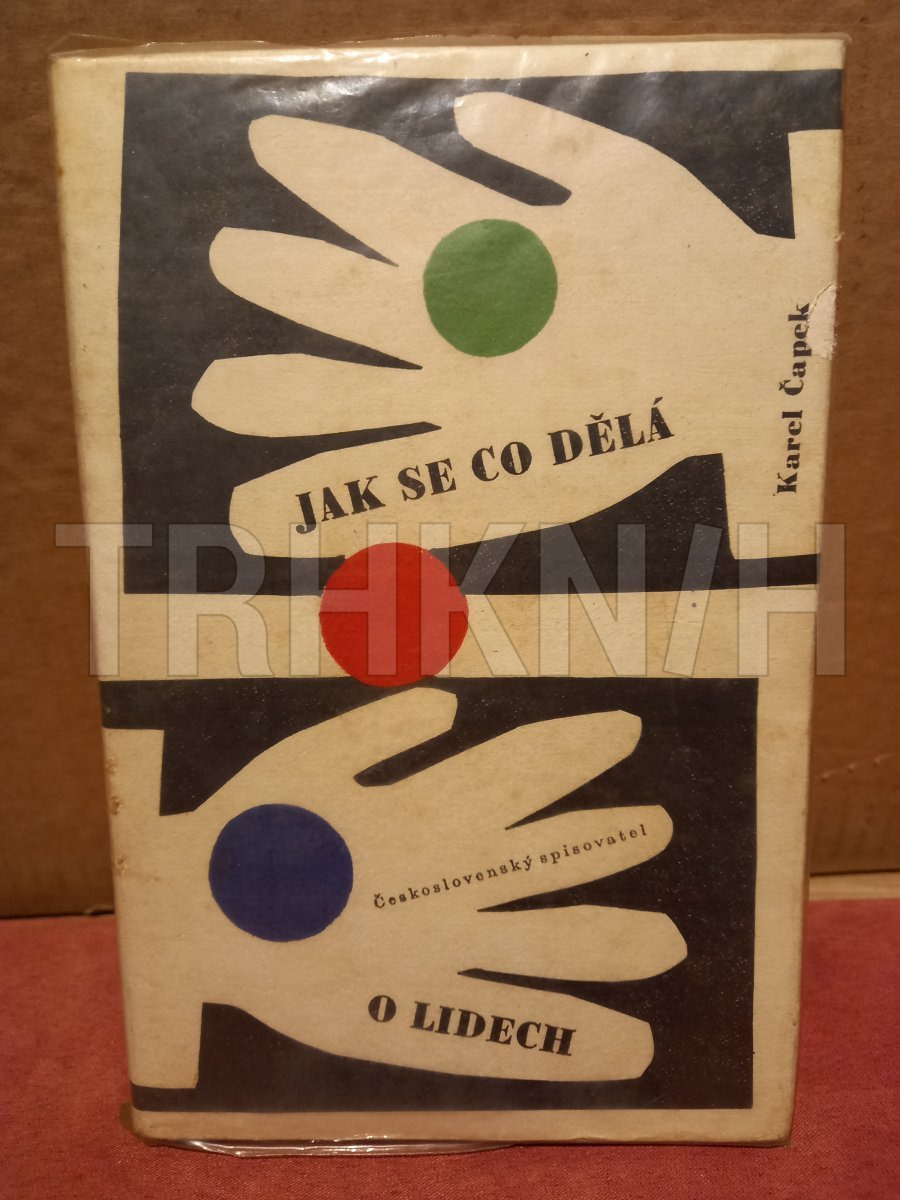 JAK SE CO DĚLÁ
Karel Čapek
TRHKNIH
Československý spisovatel
O LIDECH